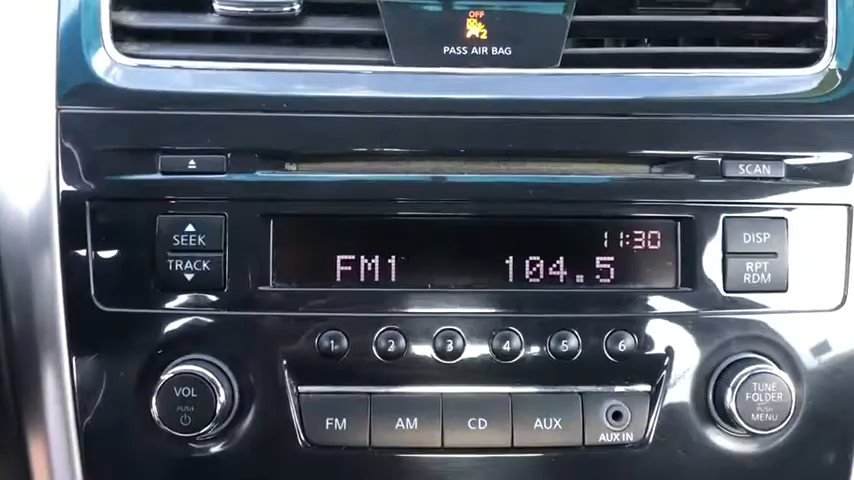 OFF
2
PASS AIR BAG
SCAN
SEEK
TRACK
11:30
FM1 104.5
DISP
RPT
RDM
1 2 3 4 5 6
VOL
PUSH
TUNE
FOLDER
PUSH
MENU
FM AM CD AUX AUX IN